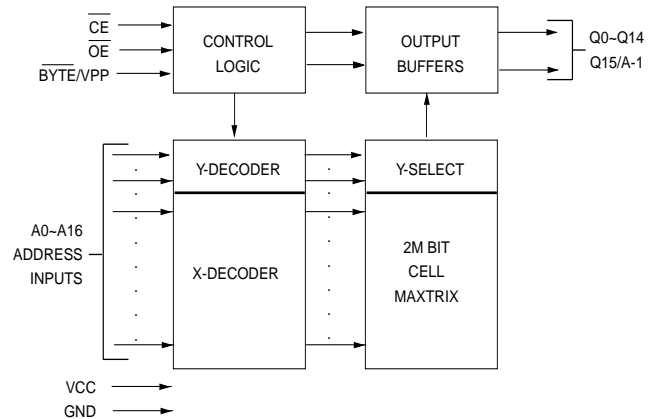 CE
OE
BYTE/VPP
CONTROL
LOGIC
OUTPUT
BUFFERS
Q0~Q14
Q15/A-1
A0~A16
ADDRESS
INPUTS
Y-DECODER
X-DECODER
Y-SELECT
2M BIT
CELL
MAXTRIX
VCC
GND